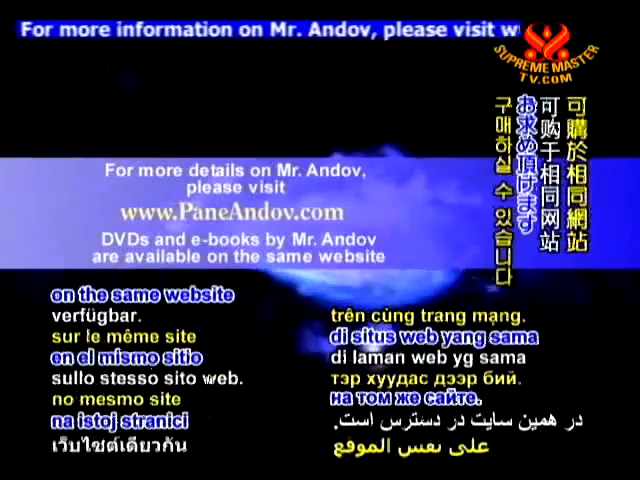 For more information on Mr. Andov, please visit w
SUPREME MASTER
TV.COM
可購於相同網站
可购于相同网站
お求め頂けます
구매하실 수 있습니다
For more details on Mr. Andov,
please visit
www.PaneAndov.com
DVDs and e-books by Mr. Andov
are available on the same website
on the same website
verfügbar.
sur le même site
en el mismo sitio
sullo stesso sito web.
no mesmo site
na istoj stranici
เว็บไซต์เดียวกัน
trên cùng trang mạng.
di situs web yang sama
di laman web yg sama
тэр хуудас дээр бий.
на том же сайте.
در همین سایت در دسترس است.
على نفس الموقع